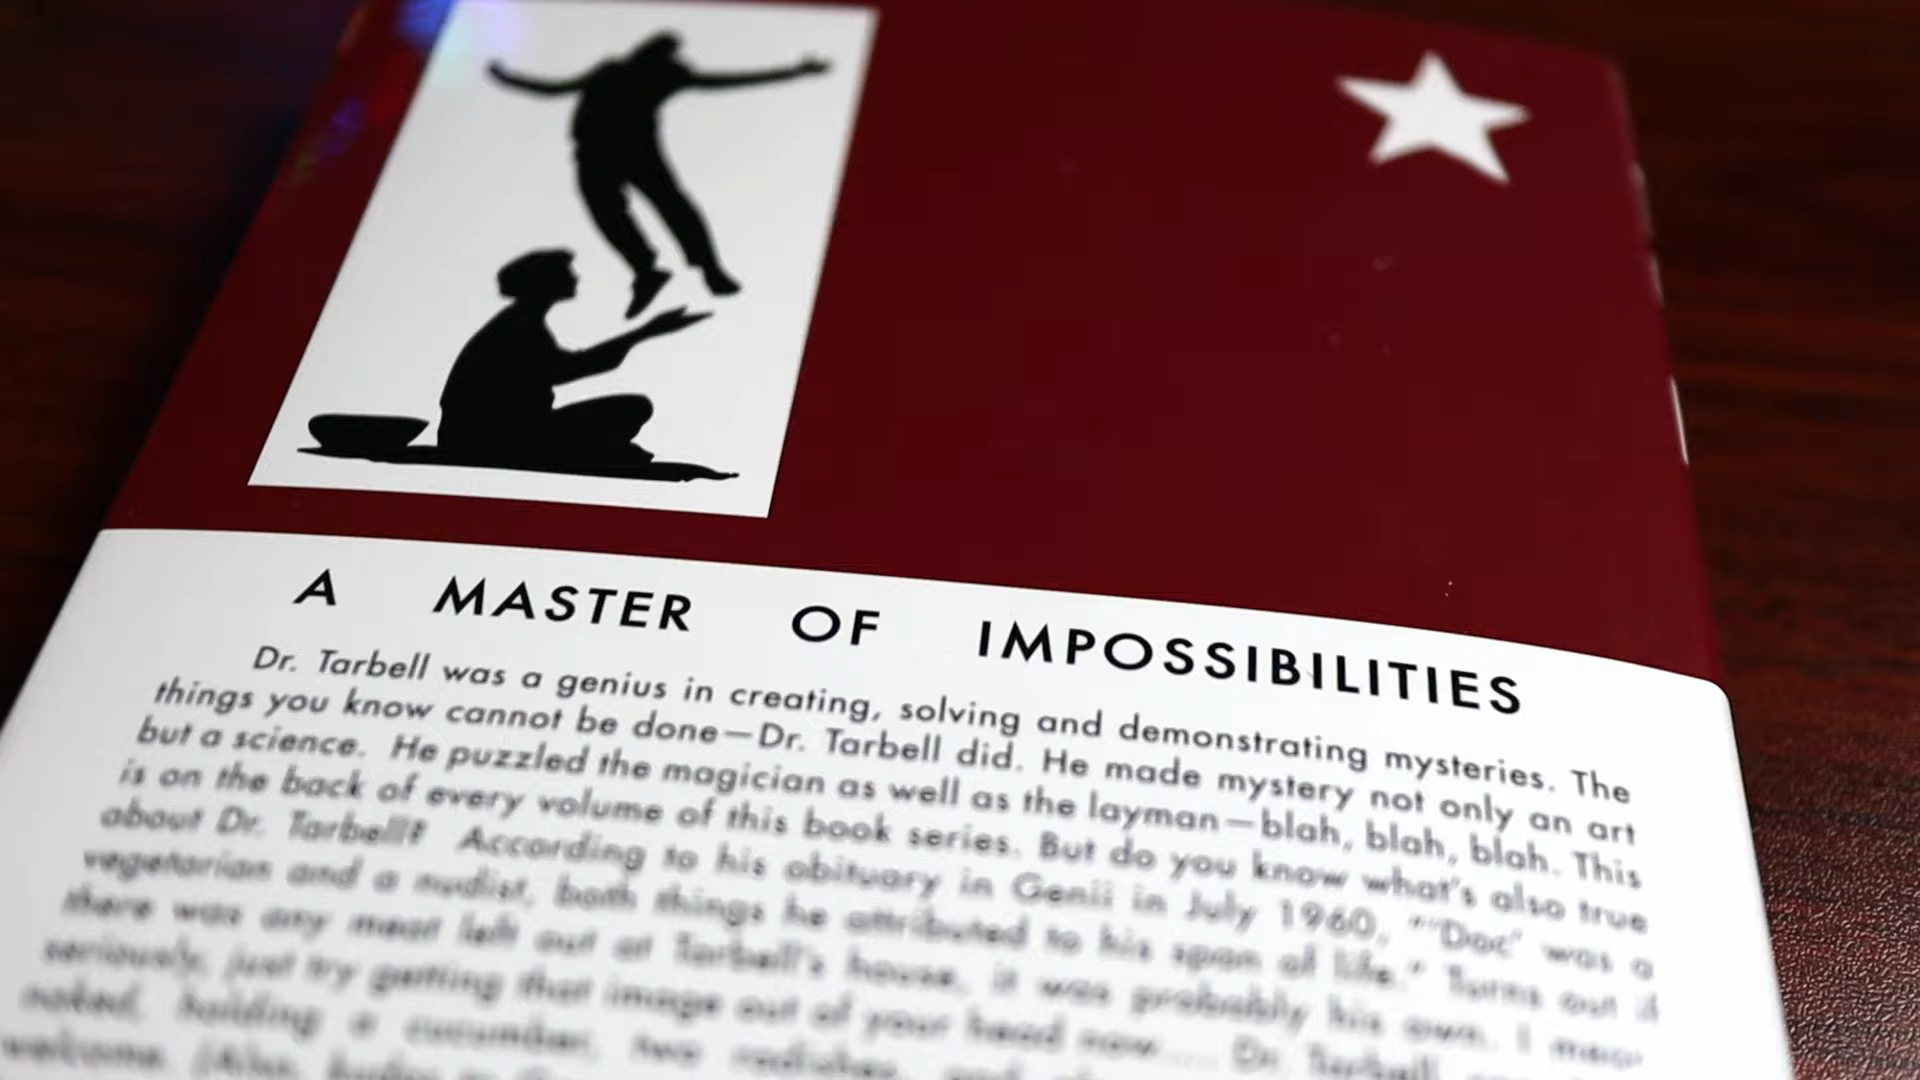 A MASTER OF IMPOSSIBILITIES
Dr. Tarbell was a genius in creating, solving and demonstrating mysteries. The
things you know cannot be done—Dr. Tarbell did. He made mystery not only an art
but a science. He puzzled the magician as well as the layman—blah, blah, blah. This
is on the back of every volume of this book series. But do you know what's also true
about Dr. Tarbell? According to his obituary in Genii in July 1960, "'Doc' was a
vegetarian and a nudist, both things he attributed to his span of life." Turns out if
there was any meat left out at Tarbell's house, it was probably his own. I mean
seriously, just try getting that image out of your head now.... Dr. Tarbell,
naked, holding a cucumber, two radishes, and
welcome. (Also, kudos to